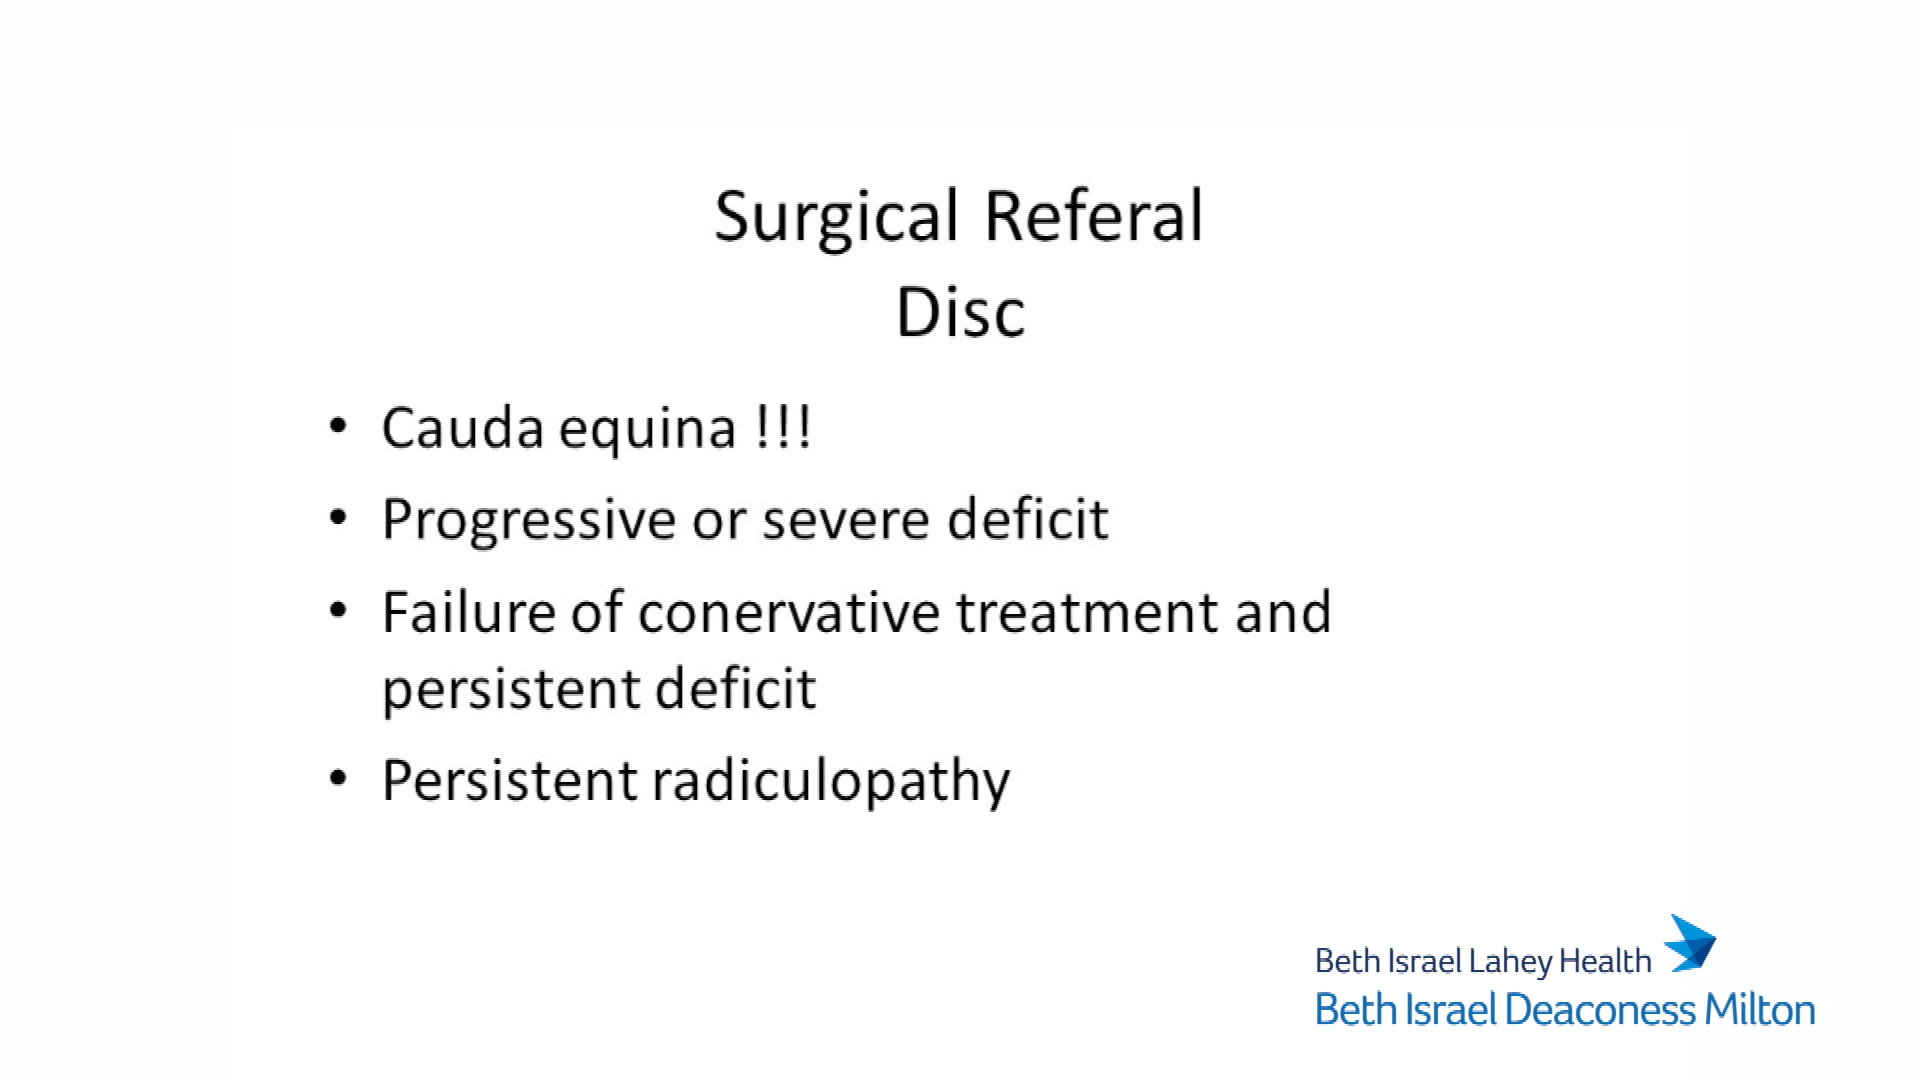 Surgical Referal
Disc
• Cauda equina !!!
• Progressive or severe deficit
• Failure of conervative treatment and
persistent deficit
• Persistent radiculopathy
Beth Israel Lahey Health
Beth Israel Deaconess Milton